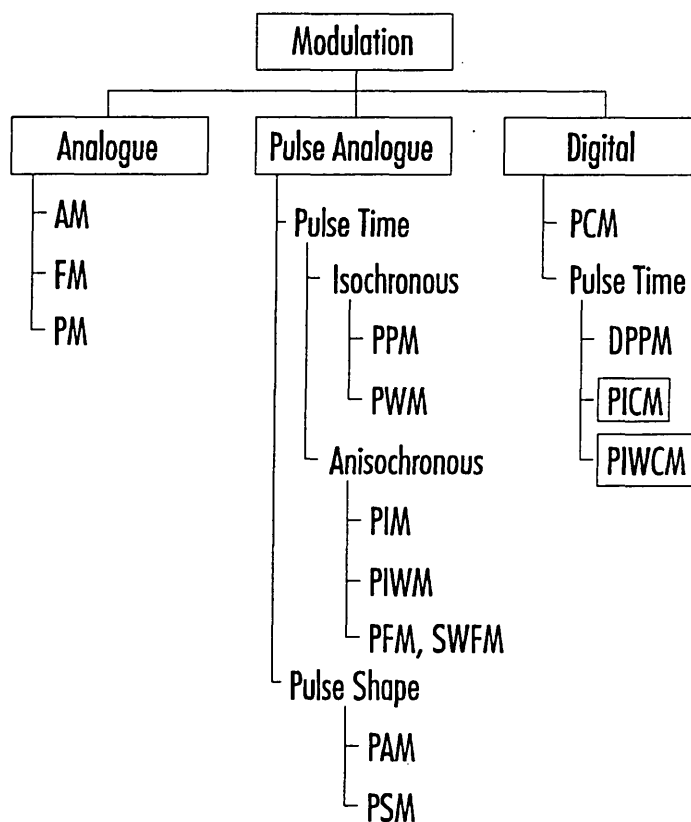 Modulation
Analogue
AM
FM
PM
Pulse Analogue
Pulse Time
Isochronous
PPM
PWM
Anisochronous
PIM
PIWM
PFM, SWFM
Pulse Shape
PAM
PSM
Digital
PCM
Pulse Time
DPPM
PICM
PIWCM